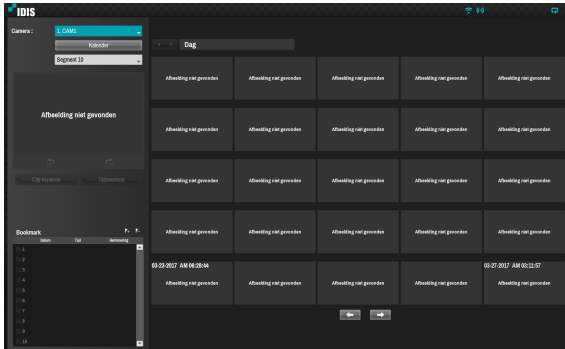 IDIS
Camera :
1. CAM1
Kalender
Segment 10
Dag
Afbeelding niet gevonden
Afbeelding niet gevonden Afbeelding niet gevonden Afbeelding niet gevonden Afbeelding niet gevonden Afbeelding niet gevonden
Afbeelding niet gevonden Afbeelding niet gevonden Afbeelding niet gevonden Afbeelding niet gevonden Afbeelding niet gevonden
Afbeelding niet gevonden Afbeelding niet gevonden Afbeelding niet gevonden Afbeelding niet gevonden Afbeelding niet gevonden
Afbeelding niet gevonden Afbeelding niet gevonden Afbeelding niet gevonden Afbeelding niet gevonden Afbeelding niet gevonden
03-23-2017 AM 06:28:44 03-27-2017 AM 03:11:57
Afbeelding niet gevonden Afbeelding niet gevonden Afbeelding niet gevonden Afbeelding niet gevonden Afbeelding niet gevonden
Clip kopiëren
Bookmark
Datum Tijd
1
2
3
4
5
6
7
8
9
10